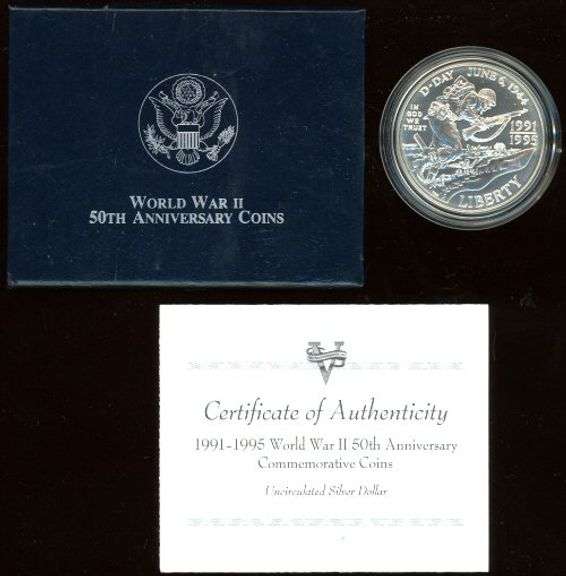 WORLD WAR II
50TH ANNIVERSARY COINS
D-DAY JUNE 6, 1944
IN
GOD
WE
TRUST
1991
1995
LIBERTY
V
Certificate of Authenticity
1991-1995 World War II 50th Anniversary
Commemorative Coins
Uncirculated Silver Dollar